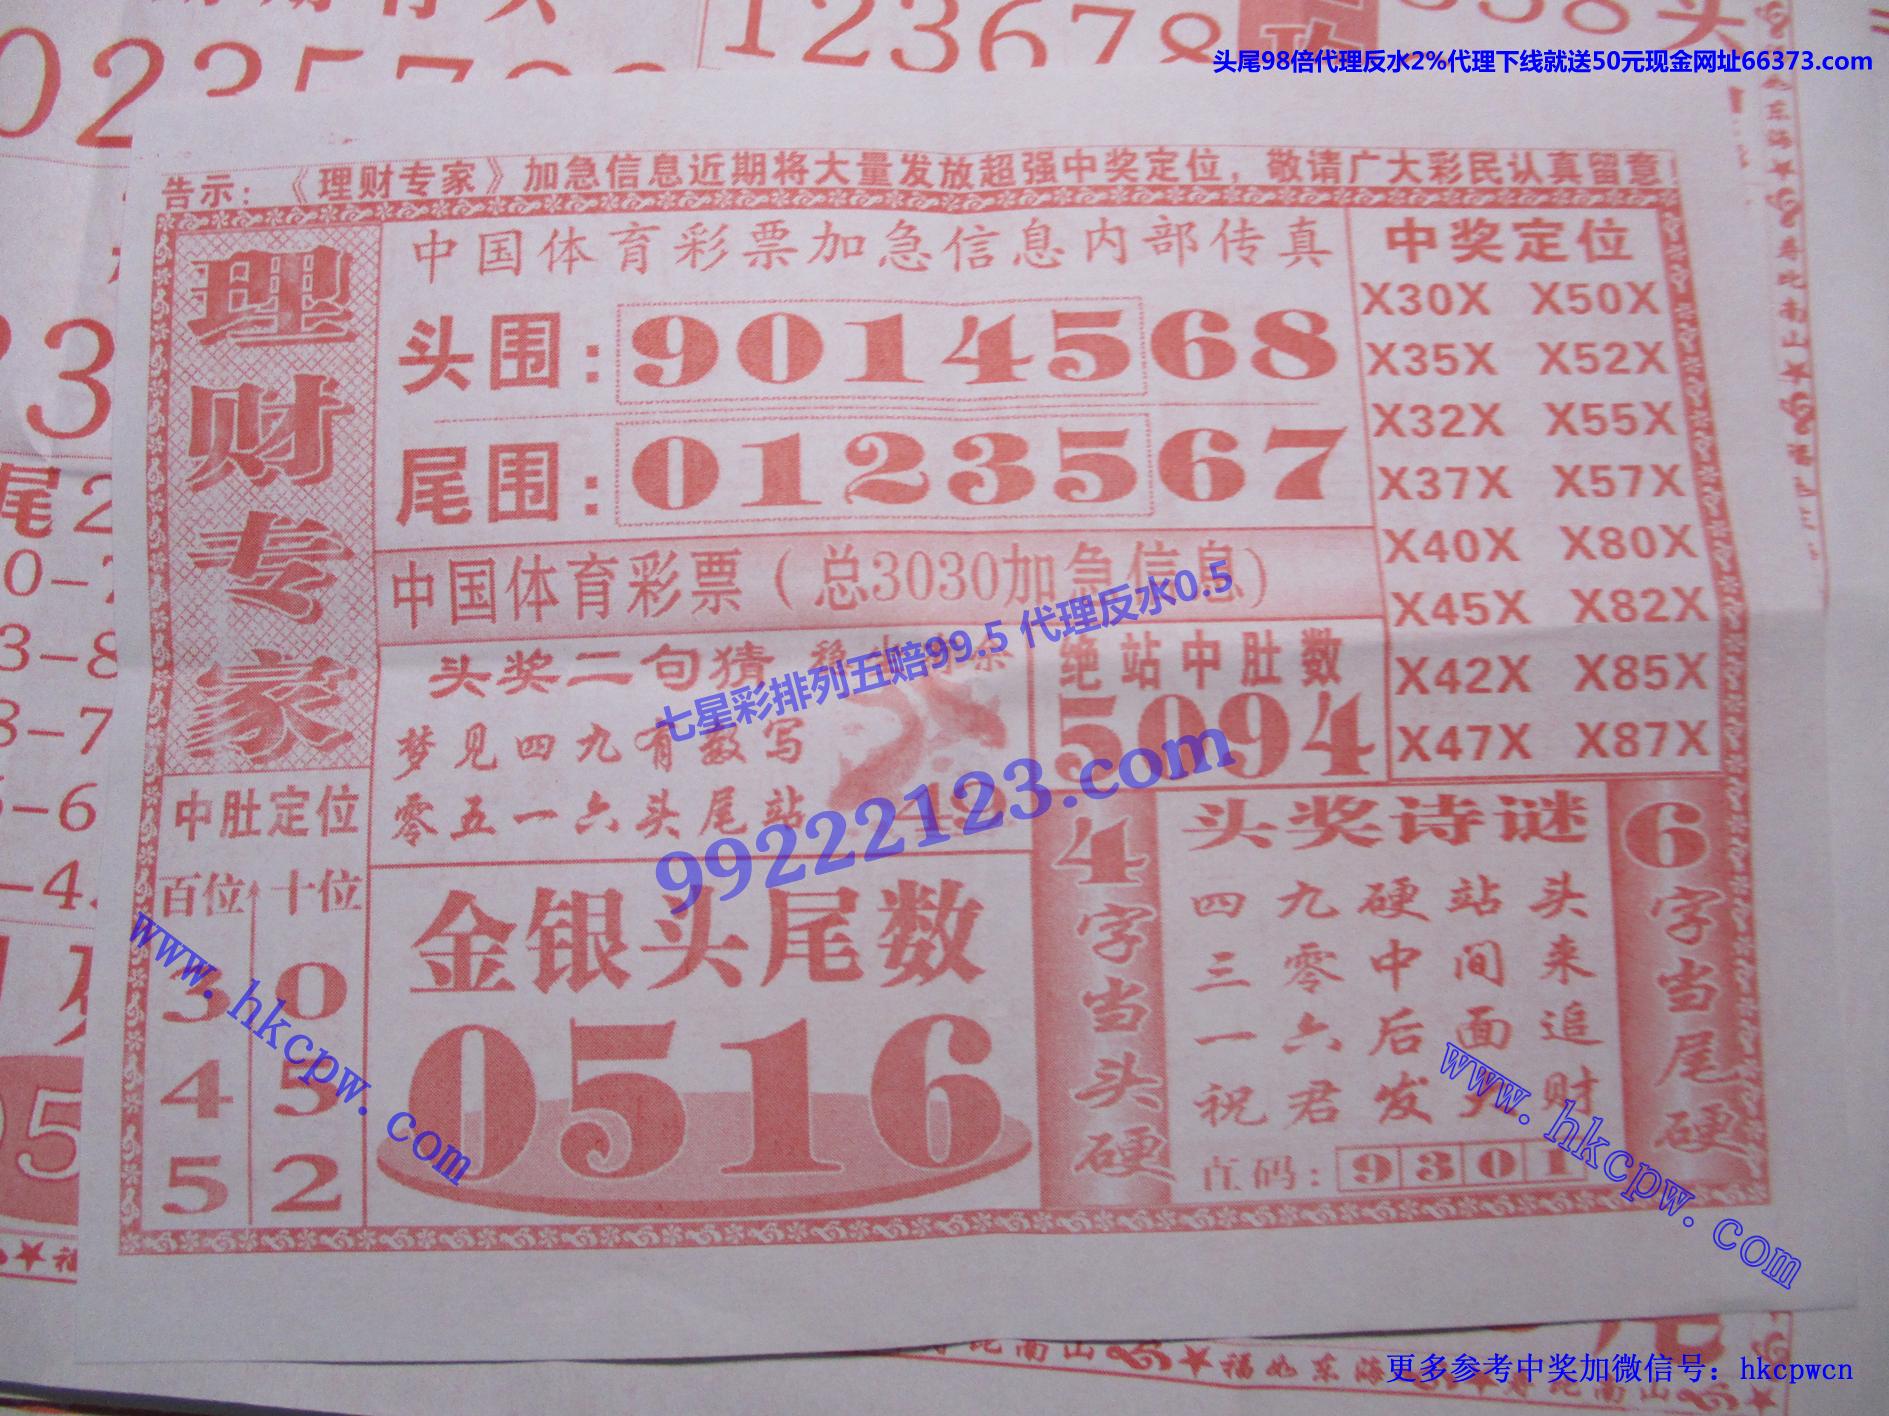 123678
头尾98倍代理反水2%代理下线就送50元现金网址66373.com
告示：《理财专家》加急信息近期将大量发放超强中奖定位，敬请广大彩民认真留意！
理财专家
中国体育彩票加急信息内部传真
头围：9014568
尾围：0123567
中奖定位
X30X X50X
X35X X52X
X32X X55X
X37X X57X
X40X X80X
X45X X82X
X42X X85X
X47X X87X
中国体育彩票（总3030加急信息）
七星彩排列五赔99.5 代理反水0.5
99222123.com
头奖二句猜
梦见四九有数写
零五一六头尾站
绝站中肚数
5094
中肚定位
百位 十位
3 0
4 5
5 2
金银头尾数
0516
4字当头硬
头奖诗谜
四九硬站头
三零中间来
一六后面追
祝君发财
直码：9301
6字当尾硬
www.hkcpw.com
www.hkcpw.com
福如东海
更多参考中奖加微信号：hkcpwcn